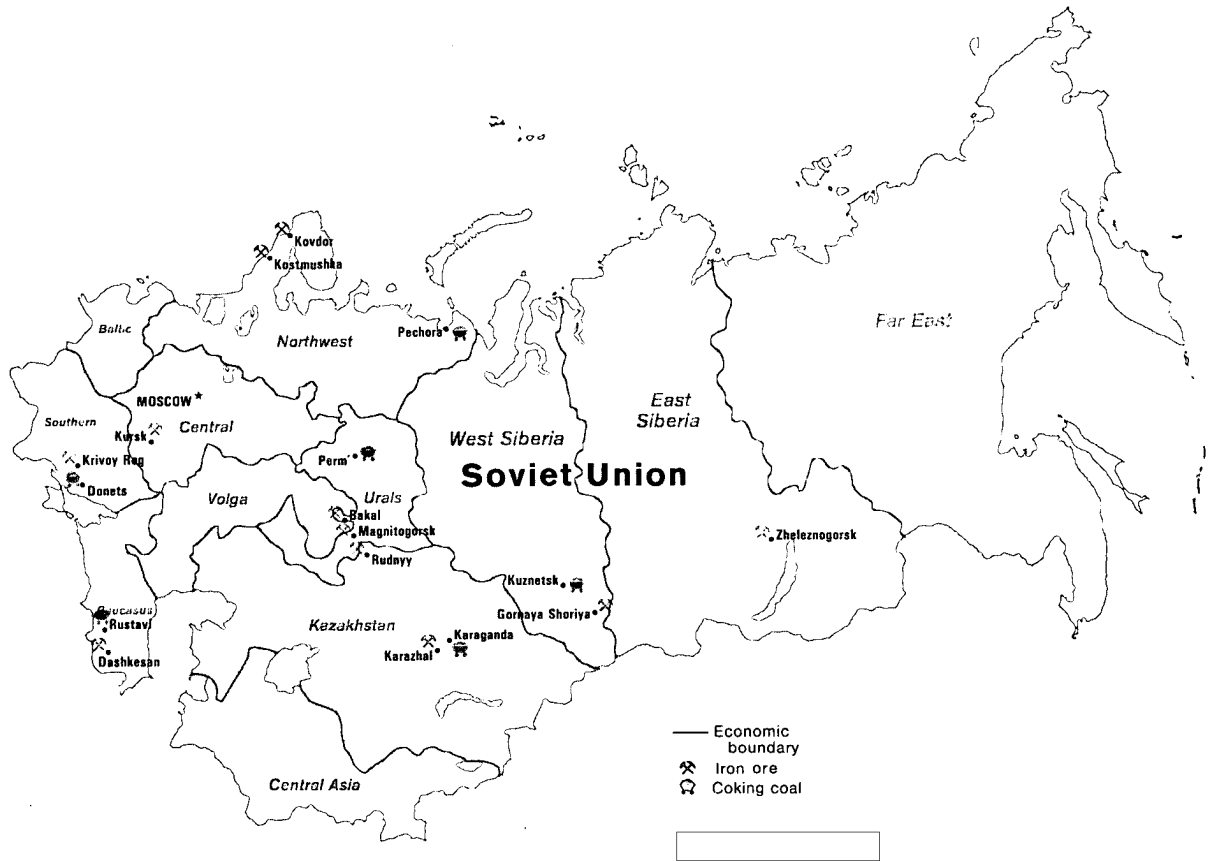 Kovdor
Kostmushka
Baltic
Northwest
Pechora
Far East
MOSCOW
East
Siberia
Southern
Kursk
Central
West Siberia
Krivoy Rog
Perm'
Soviet Union
Donets
Volga
Urals
Bakal
Magnitogorsk
Rudnyy
Zheleznogorsk
Kuznetsk
Gornaya Shoriya
Rustavi
Kazakhstan
Karaganda
Karazhal
Dashkesan
Economic
boundary
Iron ore
Coking coal
Central Asia